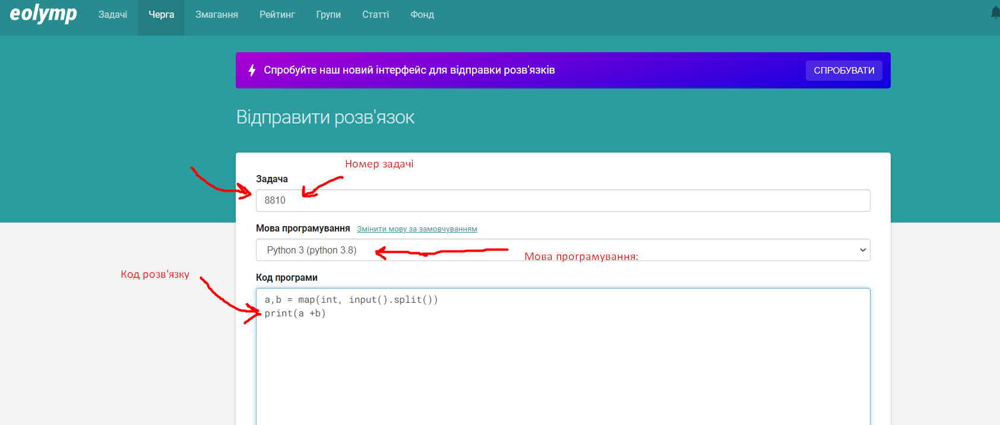 eolymp Задачі Черга Змагання Рейтинг Групи Статті Фонд
Спробуйте наш новий інтерфейс для відправки розв'язків СПРОБУВАТИ
Відправити розв'язок
Номер задачі
Задача
8810
Мова програмування Змінити мову за замовчуванням
Python 3 (python 3.8)
Мова програмування:
Код розв'язку
Код програми
a,b = map(int, input().split())
print(a +b)